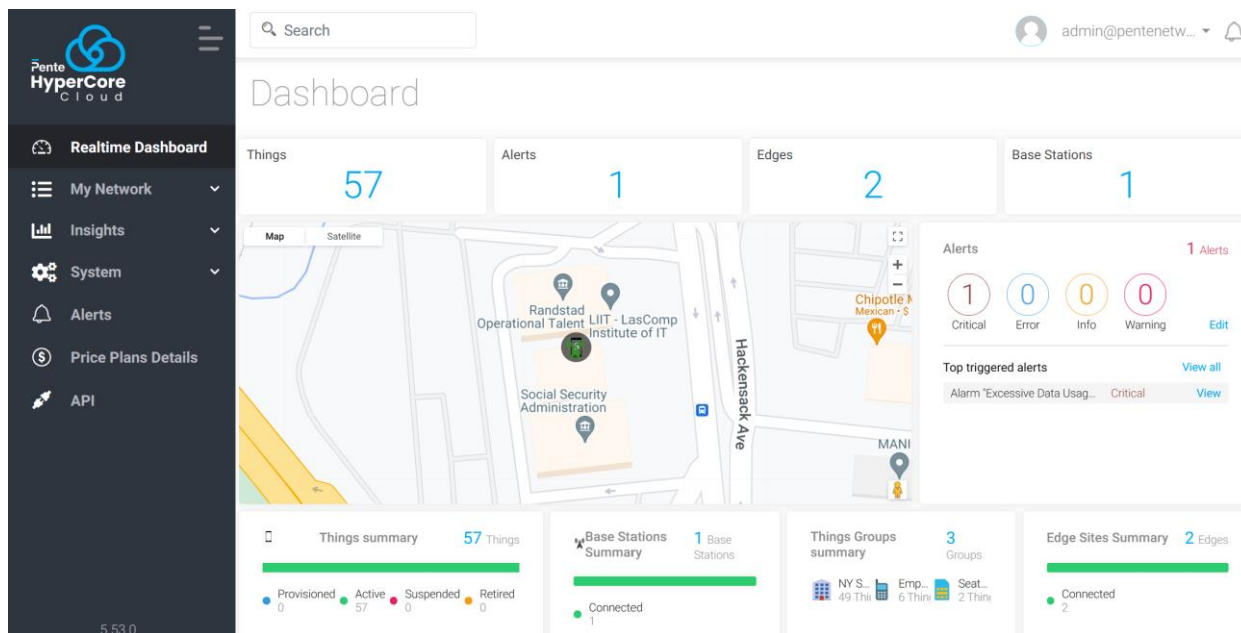 Pente
HyperCore
Cloud
Search
admin@pentenetw...
Dashboard
Realtime Dashboard
My Network
Insights
System
Alerts
Price Plans Details
API
5.53.0
Things
57
Alerts
1
Edges
2
Base Stations
1
Map Satellite
Randstad
Operational Talent
LIIT - LasComp
Institute of IT
Social Security
Administration
Hackensack Ave
Chipotle M
Mexican · $
MANI
Alerts 1 Alerts
1 0 0 0
Critical Error Info Warning Edit
Top triggered alerts View all
Alarm "Excessive Data Usag... Critical View
Things summary 57 Things
Provisioned Active Suspended Retired
0 57 0 0
Base Stations
Summary
1 Base
Stations
Connected
1
Things Groups
summary
3
Groups
NY S... Emp... Seat...
49 Thi 6 Thin 2 Thin
Edge Sites Summary 2 Edges
Connected
2